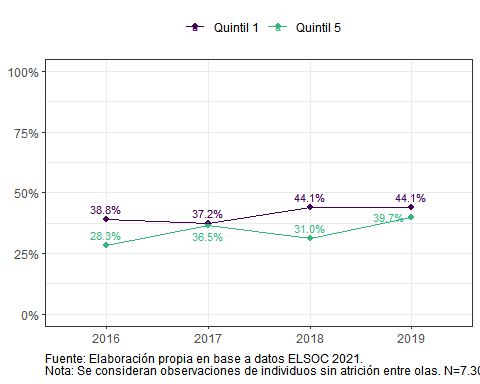 Quintil 1 Quintil 5
100%
75%
50%
25%
0%
38.8% 37.2% 44.1% 44.1%
28.3% 36.5% 31.0% 39.7%
2016 2017 2018 2019
Fuente: Elaboración propia en base a datos ELSOC 2021.
Nota: Se consideran observaciones de individuos sin atrición entre olas. N=7.30